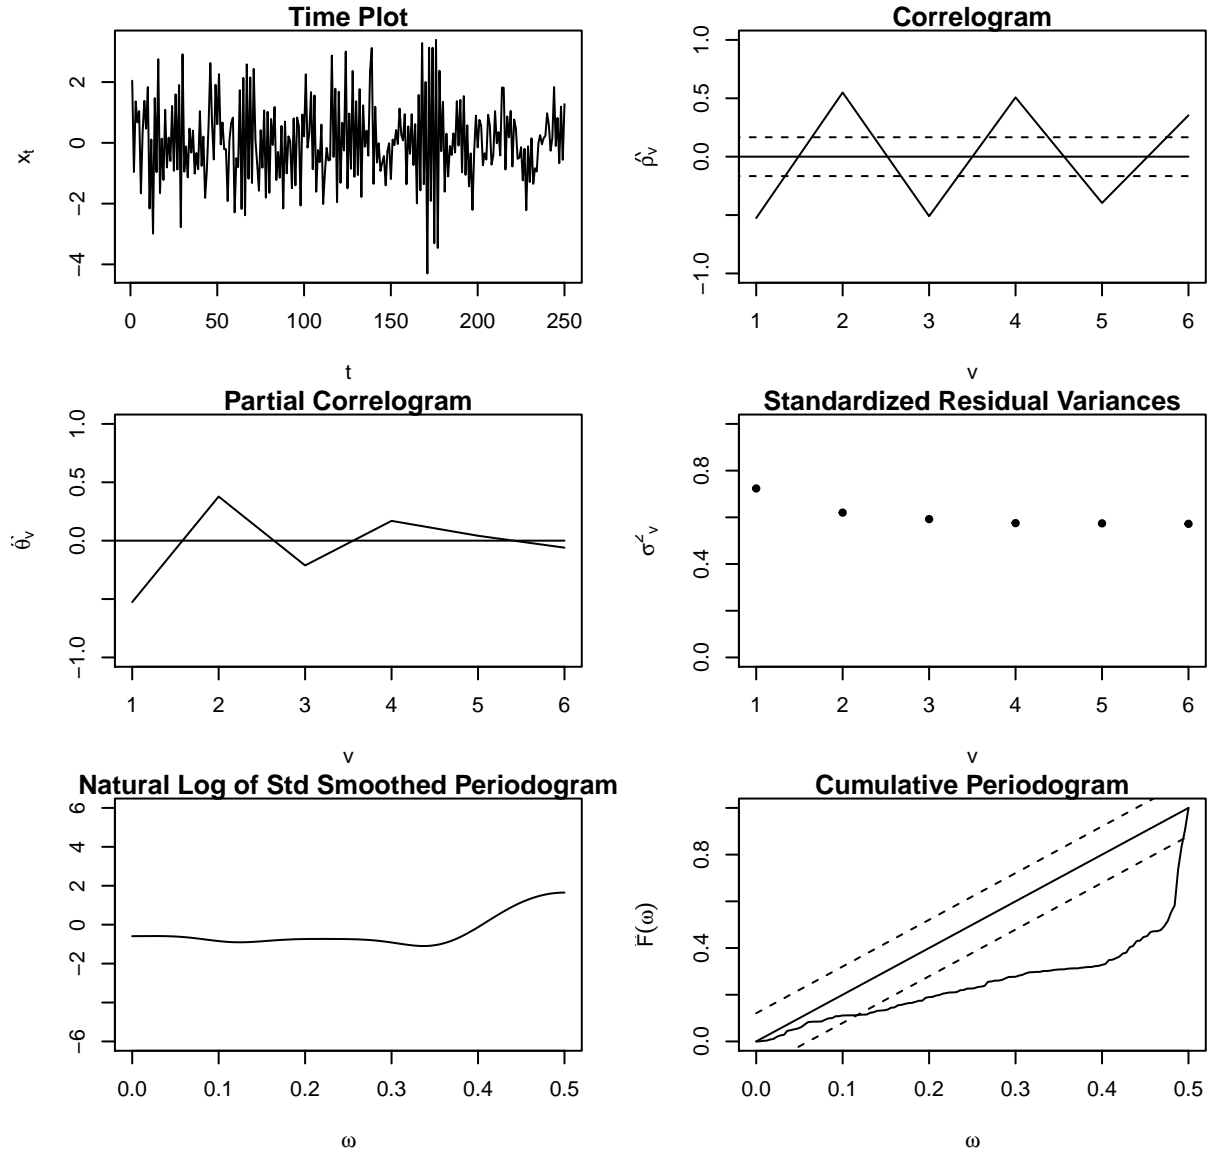 Time Plot
x_t
2
0
−2
−4
0 50 100 150 200 250
t
Correlogram
ρ̂_v
1.0
0.5
0.0
−1.0
1 2 3 4 5 6
v
Partial Correlogram
θ̂_v
1.0
0.5
0.0
−1.0
1 2 3 4 5 6
v
Standardized Residual Variances
σ̂²_v
0.8
0.4
0.0
1 2 3 4 5 6
v
Natural Log of Std Smoothed Periodogram
6
4
2
0
−2
−6
0.0 0.1 0.2 0.3 0.4 0.5
ω
Cumulative Periodogram
F̂(ω)
0.8
0.4
0.0
0.0 0.1 0.2 0.3 0.4 0.5
ω